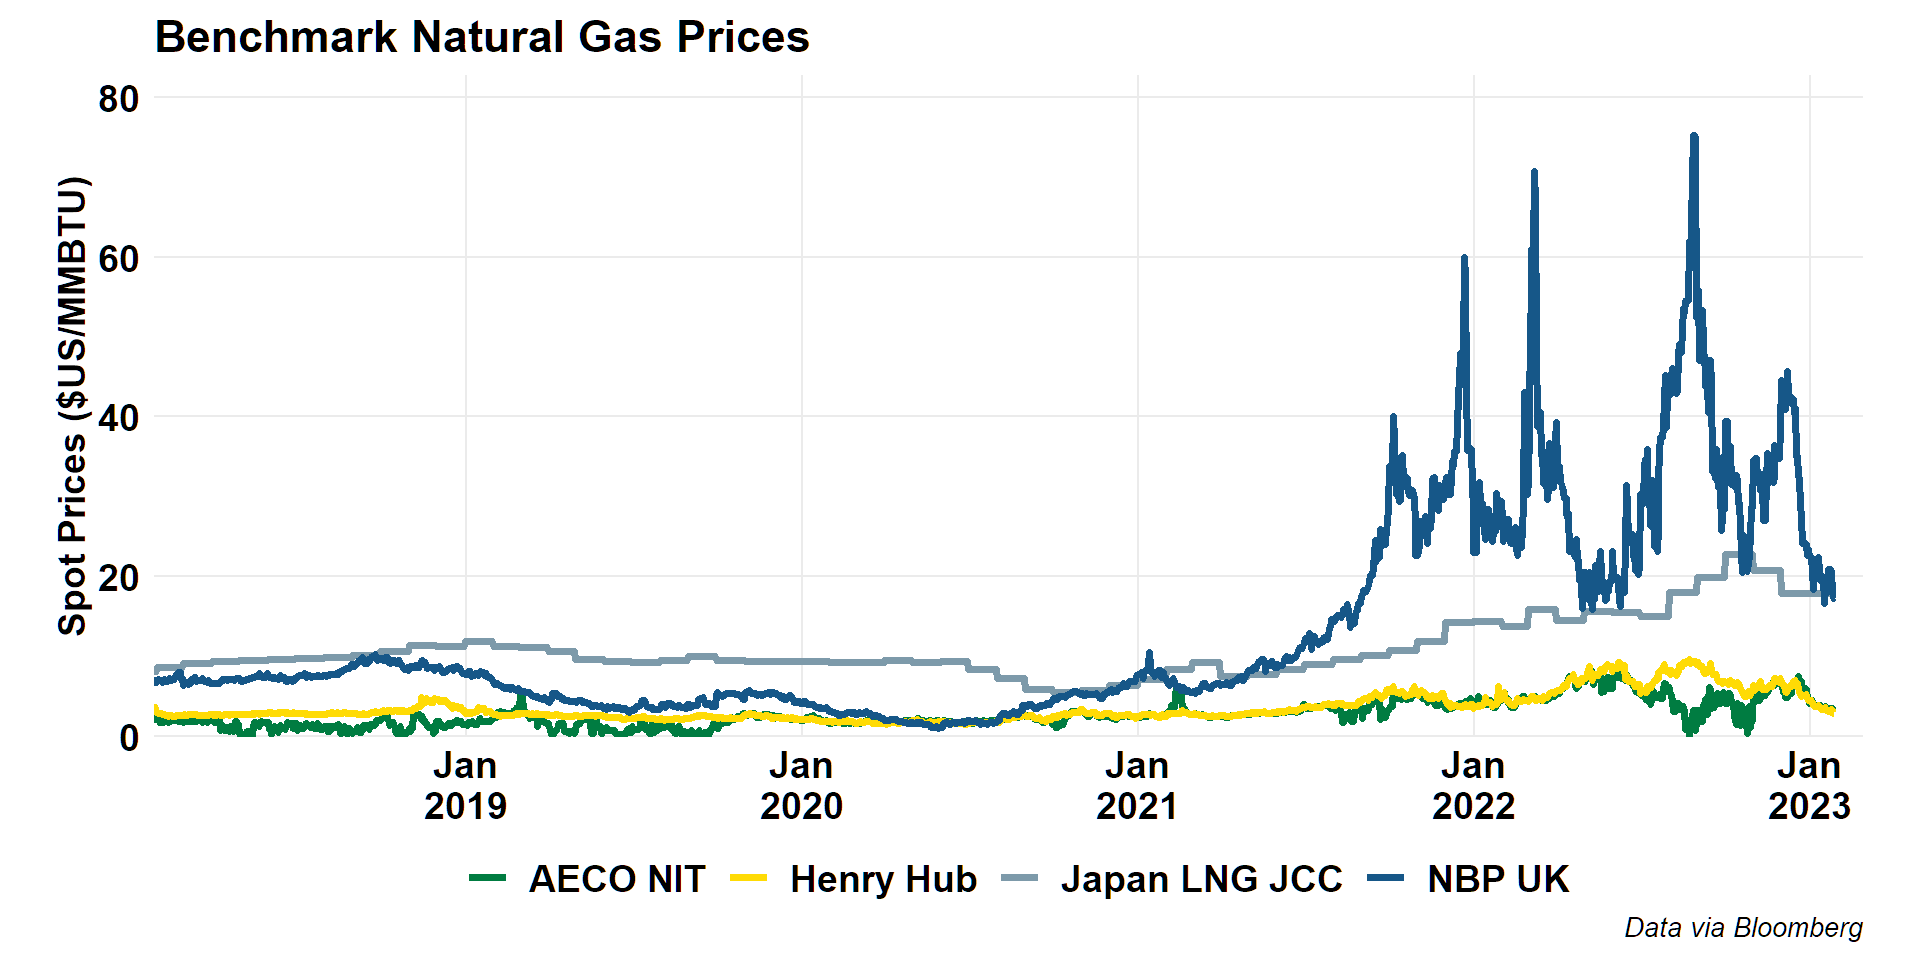 Benchmark Natural Gas Prices
Spot Prices ($US/MMBTU)
80
60
40
20
0
Jan
2019
Jan
2020
Jan
2021
Jan
2022
Jan
2023
AECO NIT
Henry Hub
Japan LNG JCC
NBP UK
Data via Bloomberg